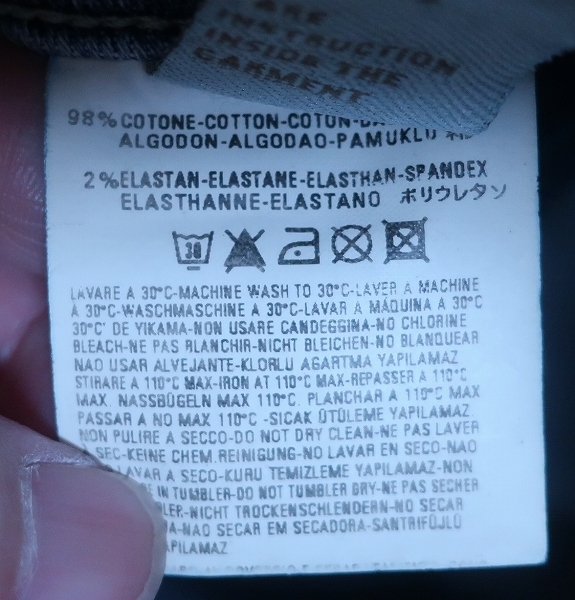 CARE INSTRUCTION
INSIDE THE
GARMENT
98% COTONE-COTTON-COTON-
ALGODON-ALGODAO-PAMUKLU
2% ELASTAN-ELASTANE-ELASTHAN-SPANDEX
ELASTHANNE-ELASTANO ポリウレタン
30
LAVARE A 30°C-MACHINE WASH TO 30°C-LAVER A MACHINE
A 30°C-WASCHMASCHINE A 30°C-LAVAR A MÁQUINA A 30°C
30°C' DE YIKAMA-NON USARE CANDEGGINA-NO CHLORINE
BLEACH-NE PAS BLANCHIR-NICHT BLEICHEN-NO BLANQUEAR
NAO USAR ALVEJANTE-KLORLU AGARTMA YAPILAMAZ
STIRARE A 110°C MAX-IRON AT 110°C MAX-REPASSER A 110°C
MAX. NASSBÜGELN MAX 110°C. PLANCHAR A 110°C MAX
PASSAR A NO MAX 110°C -SICAK ÜTÜLEME YAPILAMAZ.
NON PULIRE A SECCO-DO NOT DRY CLEAN-NE PAS LAVER
A SEC-KEINE CHEM.REINIGUNG-NO LAVAR EN SECO-NAO
LAVAR A SECO-KURU TEMIZLEME YAPILAMAZ-NON
IN TUMBLER-DO NOT TUMBLER DRY-NE PAS SECHER
-NICHT TROCKENSCHLENDERN-NO SECAR
-NAO SECAR EM SECADORA-SANTRIFÜJLÜ
YAPILAMAZ